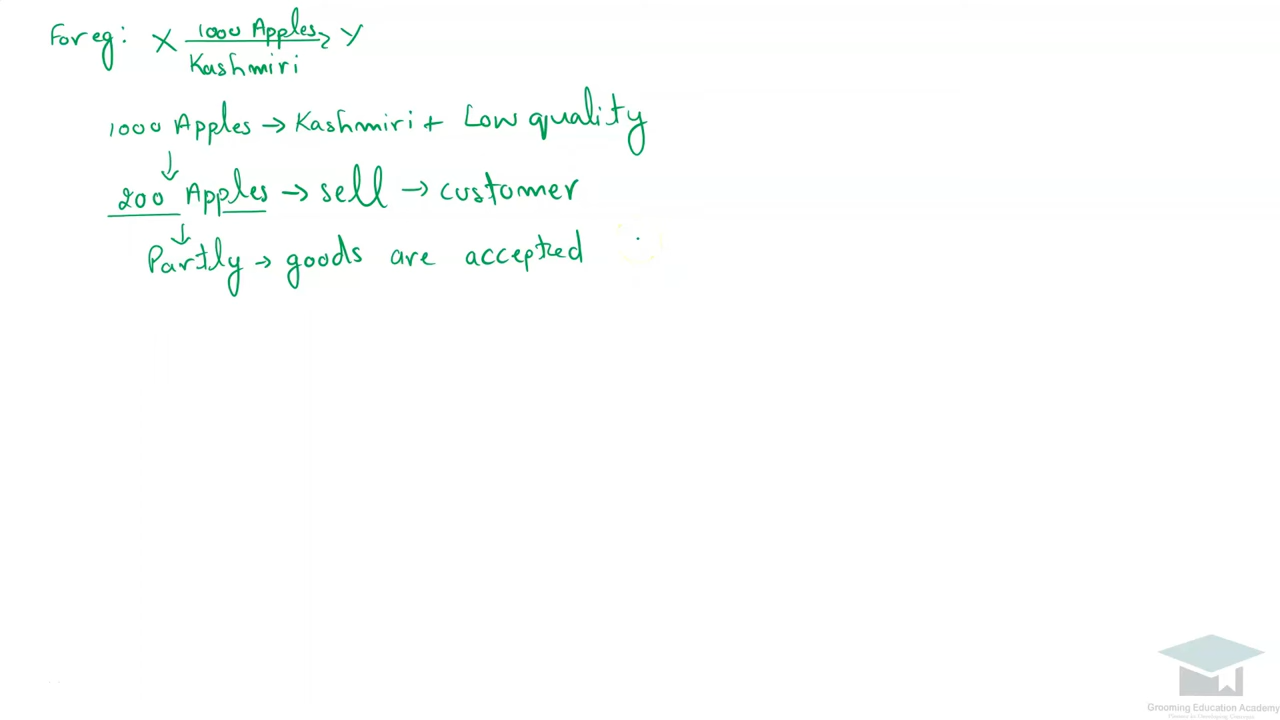 For eg: X 1000 Apples → Y
Kashmiri
1000 Apples → Kashmiri + Low quality
↓
200 Apples → sell → customer
↓
Partly → goods are accepted
Grooming Education Academy